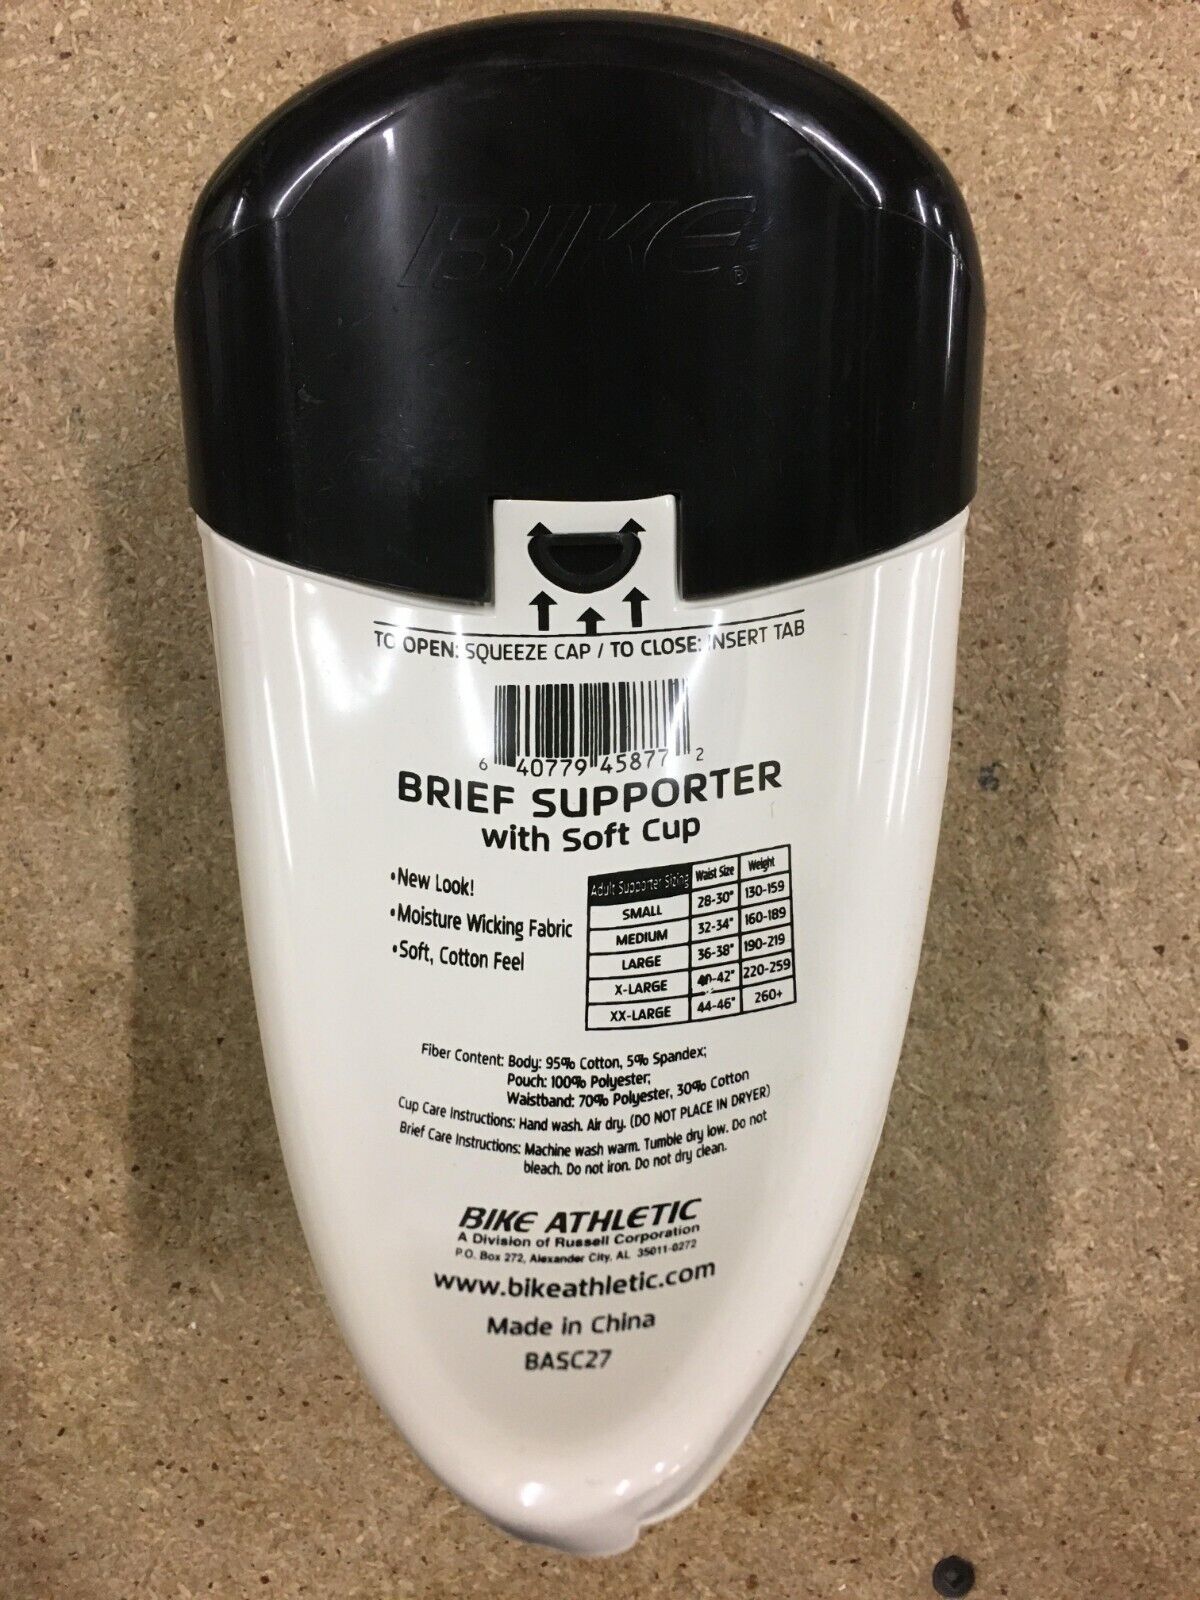 BIKE®
TO OPEN: SQUEEZE CAP / TO CLOSE: INSERT TAB
6 40779 45877 2
BRIEF SUPPORTER
with Soft Cup
•New Look!
•Moisture Wicking Fabric
•Soft, Cotton Feel
Adult Supporter Sizing Waist Size Weight
SMALL 28-30" 130-159
MEDIUM 32-34" 160-189
LARGE 36-38" 190-219
X-LARGE 40-42" 220-259
XX-LARGE 44-46" 260+
Fiber Content: Body: 95% Cotton, 5% Spandex;
Pouch: 100% Polyester;
Waistband: 70% Polyester, 30% Cotton
Cup Care Instructions: Hand wash. Air dry. (DO NOT PLACE IN DRYER)
Brief Care Instructions: Machine wash warm. Tumble dry low. Do not
bleach. Do not iron. Do not dry clean.
BIKE ATHLETIC
A Division of Russell Corporation
P.O. Box 272, Alexander City, AL 35011-0272
www.bikeathletic.com
Made in China
BASC27